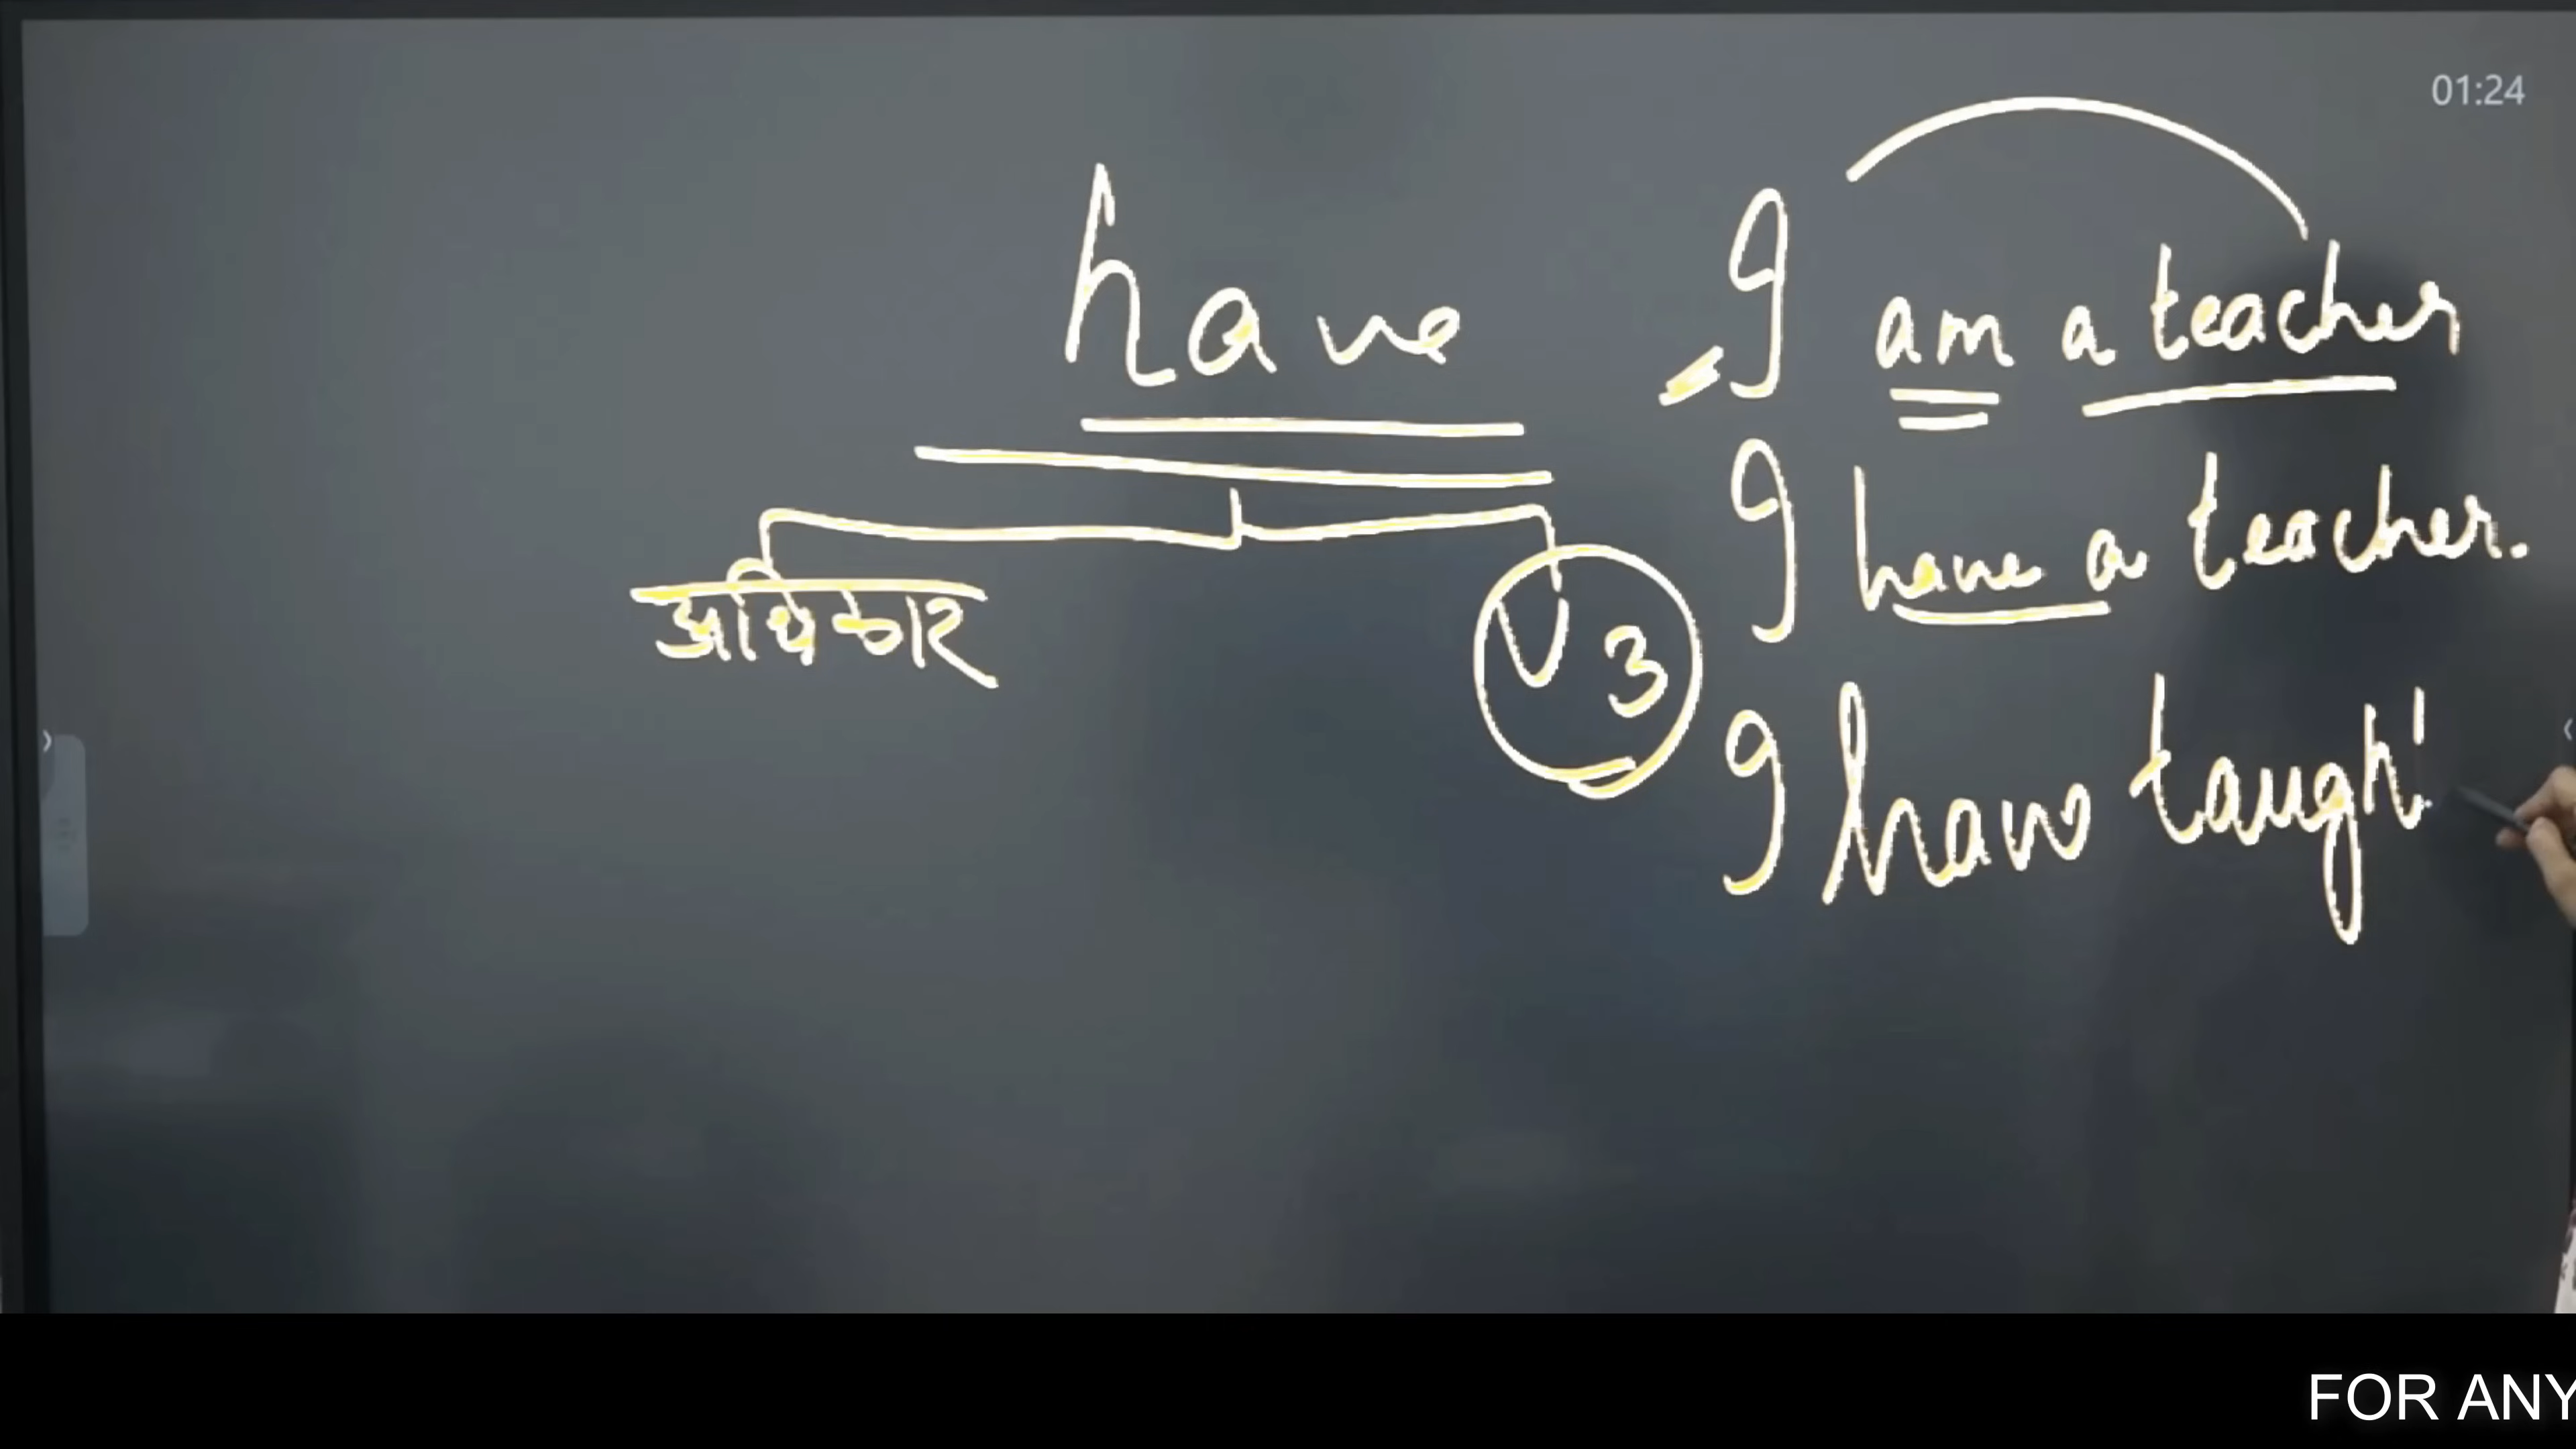 01:24
have
I am a teacher
I have a teacher.
अधिकार
V3
I have taught
FOR ANY